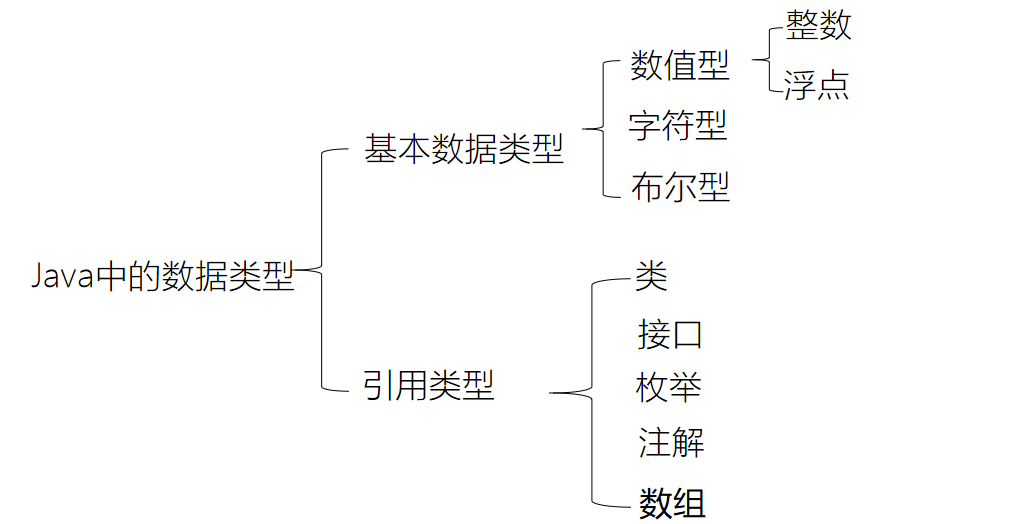 Java中的数据类型
基本数据类型
数值型
整数
浮点
字符型
布尔型
引用类型
类
接口
枚举
注解
数组